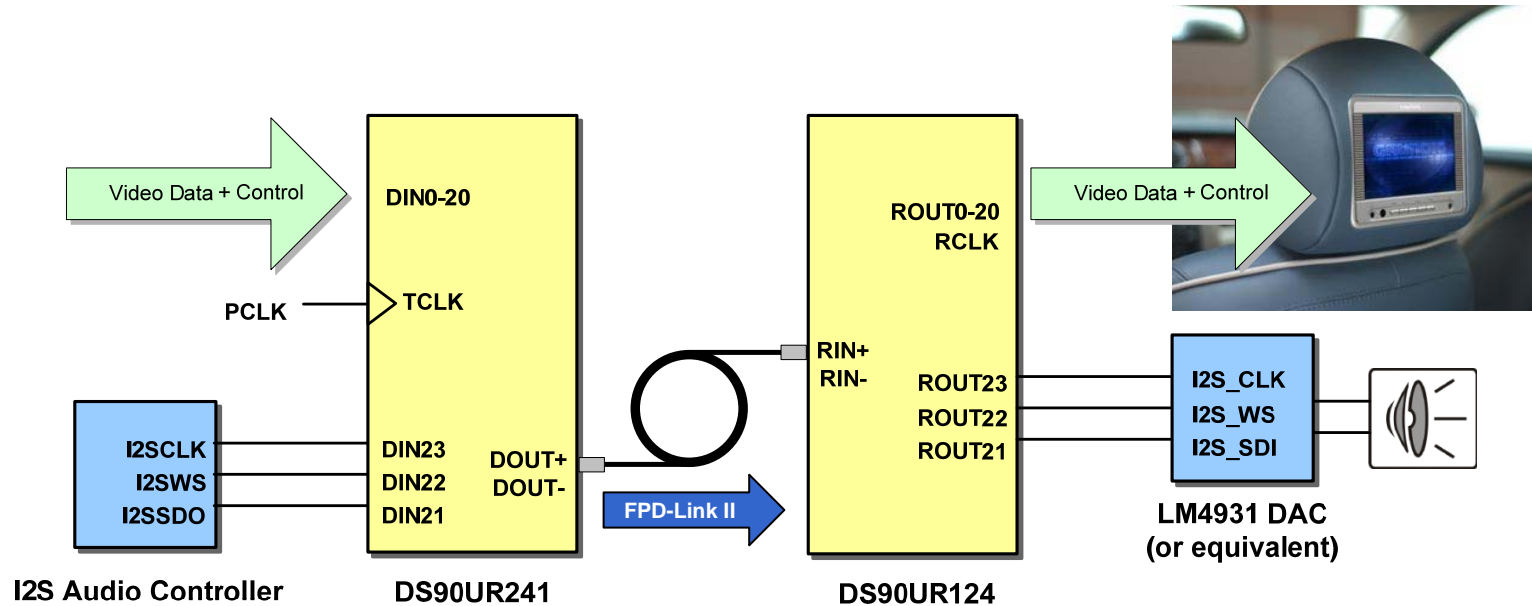 Video Data + Control
DIN0-20
PCLK
TCLK
I2SCLK
I2SWS
I2SSDO
DIN23
DIN22
DIN21
DOUT+
DOUT-
I2S Audio Controller
DS90UR241
FPD-Link II
ROUT0-20
RCLK
RIN+
RIN-
ROUT23
ROUT22
ROUT21
DS90UR124
Video Data + Control
I2S_CLK
I2S_WS
I2S_SDI
LM4931 DAC
(or equivalent)